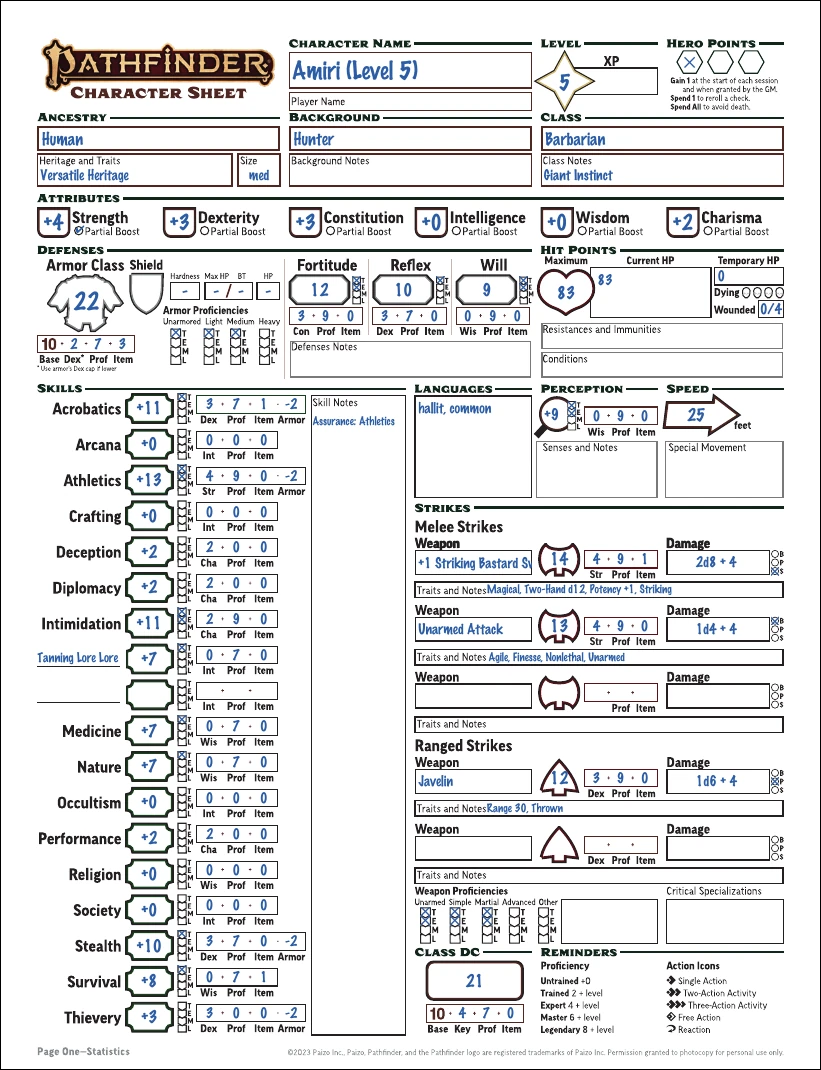 PATHFINDER
CHARACTER SHEET
CHARACTER NAME
Amiri (Level 5)
Player Name
LEVEL
5
XP
HERO POINTS
Gain 1 at the start of each session
and when granted by the GM.
Spend 1 to reroll a check.
Spend All to avoid death.
ANCESTRY
Human
Heritage and Traits
Versatile Heritage
Size
med
BACKGROUND
Hunter
Background Notes
CLASS
Barbarian
Class Notes
Giant Instinct
ATTRIBUTES
+4 Strength
Partial Boost
+3 Dexterity
Partial Boost
+3 Constitution
Partial Boost
+0 Intelligence
Partial Boost
+0 Wisdom
Partial Boost
+2 Charisma
Partial Boost
DEFENSES
Armor Class
22
10 · 2 · 7 · 3
Base Dex* Prof Item
* Use armor's Dex cap if lower
Shield
Hardness Max HP BT HP
- - / - -
Armor Proficiencies
Unarmored Light Medium Heavy
T T T T
E E E E
M M M M
L L L L
Fortitude
12 T E M L
3 · 9 · 0
Con Prof Item
Reflex
10 T E M L
3 · 7 · 0
Dex Prof Item
Will
9 T E M L
0 · 9 · 0
Wis Prof Item
Defenses Notes
HIT POINTS
Maximum
83
Current HP
83
Temporary HP
0
Dying
Wounded 0/4
Resistances and Immunities
Conditions
SKILLS
Acrobatics +11 T E M L 3 · 7 · 1 · -2
Dex Prof Item Armor
Arcana +0 T E M L 0 · 0 · 0
Int Prof Item
Athletics +13 T E M L 4 · 9 · 0 · -2
Str Prof Item Armor
Crafting +0 T E M L 0 · 0 · 0
Int Prof Item
Deception +2 T E M L 2 · 0 · 0
Cha Prof Item
Diplomacy +2 T E M L 2 · 0 · 0
Cha Prof Item
Intimidation +11 T E M L 2 · 9 · 0
Cha Prof Item
Tanning Lore Lore +7 T E M L 0 · 7 · 0
Int Prof Item
T E M L · ·
Int Prof Item
Medicine +7 T E M L 0 · 7 · 0
Wis Prof Item
Nature +7 T E M L 0 · 7 · 0
Wis Prof Item
Occultism +0 T E M L 0 · 0 · 0
Int Prof Item
Performance +2 T E M L 2 · 0 · 0
Cha Prof Item
Religion +0 T E M L 0 · 0 · 0
Wis Prof Item
Society +0 T E M L 0 · 0 · 0
Int Prof Item
Stealth +10 T E M L 3 · 7 · 0 · -2
Dex Prof Item Armor
Survival +8 T E M L 0 · 7 · 1
Wis Prof Item
Thievery +3 T E M L 3 · 0 · 0 · -2
Dex Prof Item Armor
Skill Notes
Assurance: Athletics
LANGUAGES
hallit, common
PERCEPTION
+9 T E M L 0 · 9 · 0
Wis Prof Item
Senses and Notes
SPEED
25 feet
Special Movement
STRIKES
Melee Strikes
Weapon Damage
+1 Striking Bastard Sw 14 4 · 9 · 1 2d8 + 4 B P S
Str Prof Item
Traits and Notes Magical, Two-Hand d12, Potency +1, Striking
Weapon Damage
Unarmed Attack 13 4 · 9 · 0 1d4 + 4 B P S
Str Prof Item
Traits and Notes Agile, Finesse, Nonlethal, Unarmed
Weapon Damage
· · B P S
Prof Item
Traits and Notes
Ranged Strikes
Weapon Damage
Javelin 12 3 · 9 · 0 1d6 + 4 B P S
Dex Prof Item
Traits and Notes Range 30, Thrown
Weapon Damage
· · B P S
Dex Prof Item
Traits and Notes
Weapon Proficiencies
Unarmed Simple Martial Advanced Other
T T T T T
E E E E E
M M M M M
L L L L L
Critical Specializations
CLASS DC
21
10 · 4 · 7 · 0
Base Key Prof Item
REMINDERS
Proficiency
Untrained +0
Trained 2 + level
Expert 4 + level
Master 6 + level
Legendary 8 + level
Action Icons
Single Action
Two-Action Activity
Three-Action Activity
Free Action
Reaction
Page One—Statistics
©2023 Paizo Inc., Paizo, Pathfinder, and the Pathfinder logo are registered trademarks of Paizo Inc. Permission granted to photocopy for personal use only.